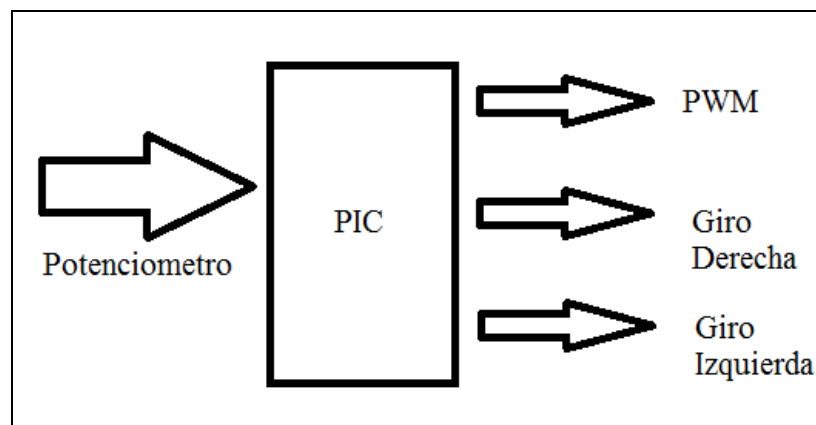 Potenciometro
PIC
PWM
Giro
Derecha
Giro
Izquierda